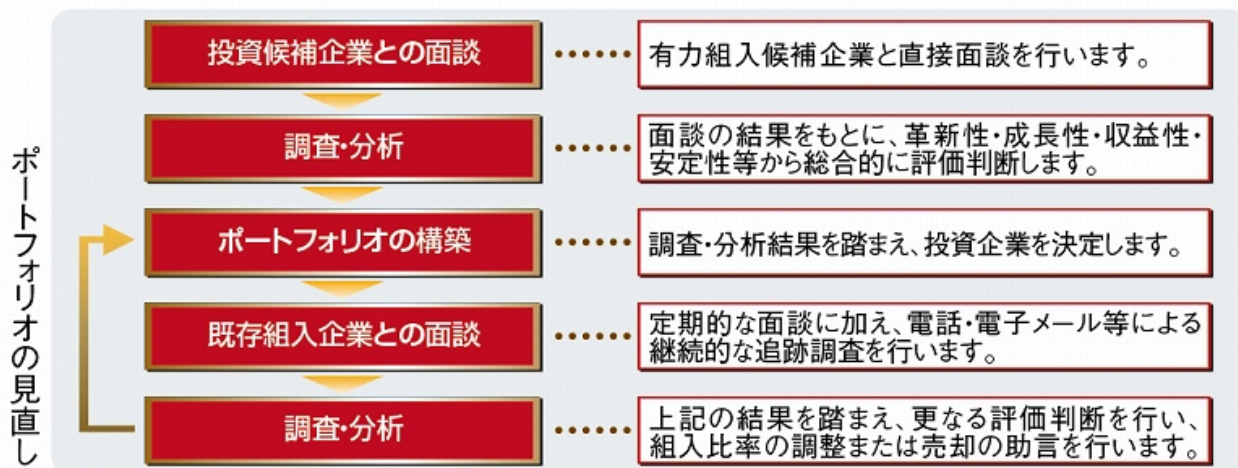 投資候補企業との面談
有力組入候補企業と直接面談を行います。
調査・分析
面談の結果をもとに、革新性・成長性・収益性・
安定性等から総合的に評価判断します。
ポートフォリオの構築
調査・分析結果を踏まえ、投資企業を決定します。
既存組入企業との面談
定期的な面談に加え、電話・電子メール等による
継続的な追跡調査を行います。
調査・分析
上記の結果を踏まえ、更なる評価判断を行い、
組入比率の調整または売却の助言を行います。
ポートフォリオの見直し